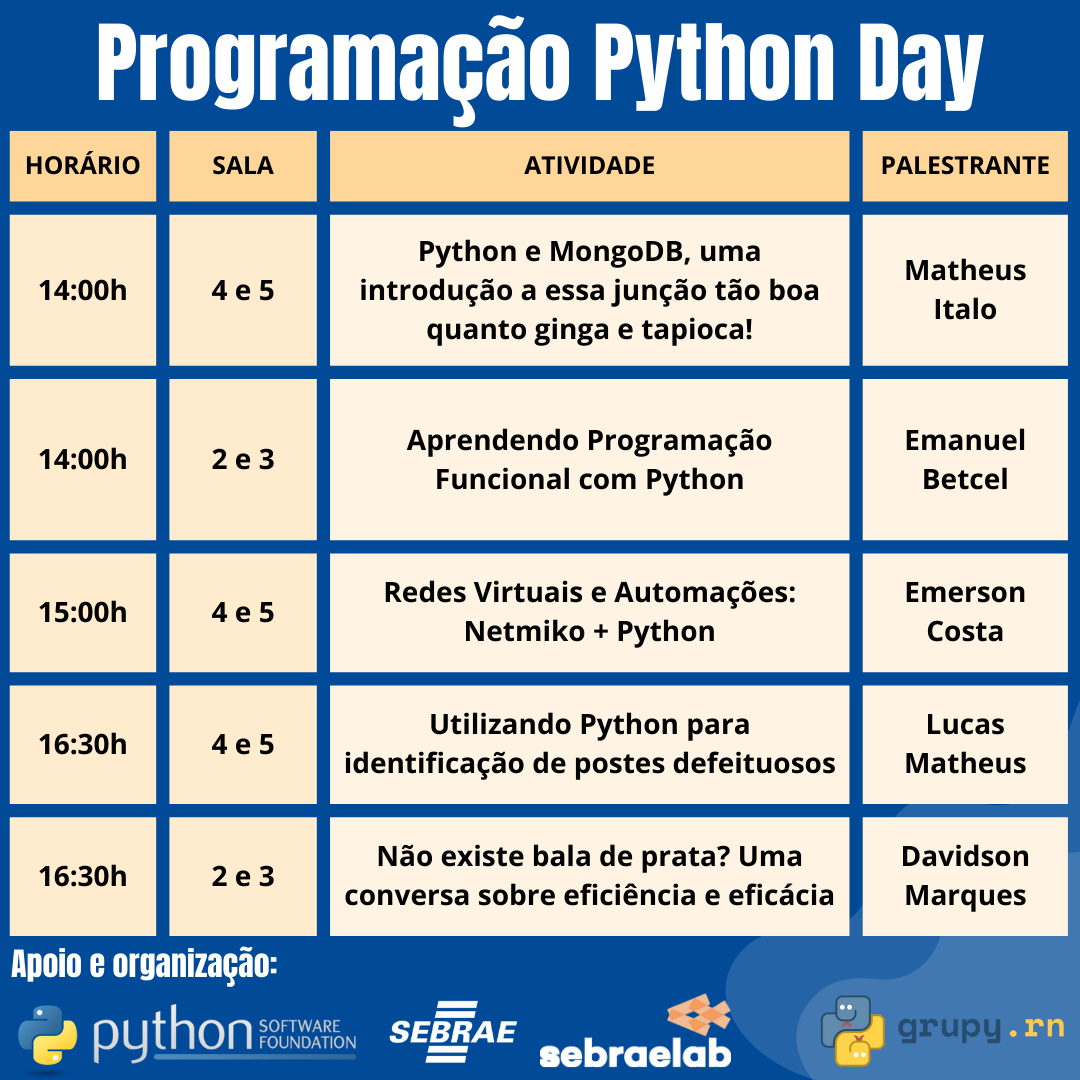 Programação Python Day
HORÁRIO
SALA
ATIVIDADE
PALESTRANTE
14:00h
4 e 5
Python e MongoDB, uma
introdução a essa junção tão boa
quanto ginga e tapioca!
Matheus
Italo
14:00h
2 e 3
Aprendendo Programação
Funcional com Python
Emanuel
Betcel
15:00h
4 e 5
Redes Virtuais e Automações:
Netmiko + Python
Emerson
Costa
16:30h
4 e 5
Utilizando Python para
identificação de postes defeituosos
Lucas
Matheus
16:30h
2 e 3
Não existe bala de prata? Uma
conversa sobre eficiência e eficácia
Davidson
Marques
Apoio e organização:
python
SOFTWARE
FOUNDATION
SEBRAE
sebraelab
grupy.rn